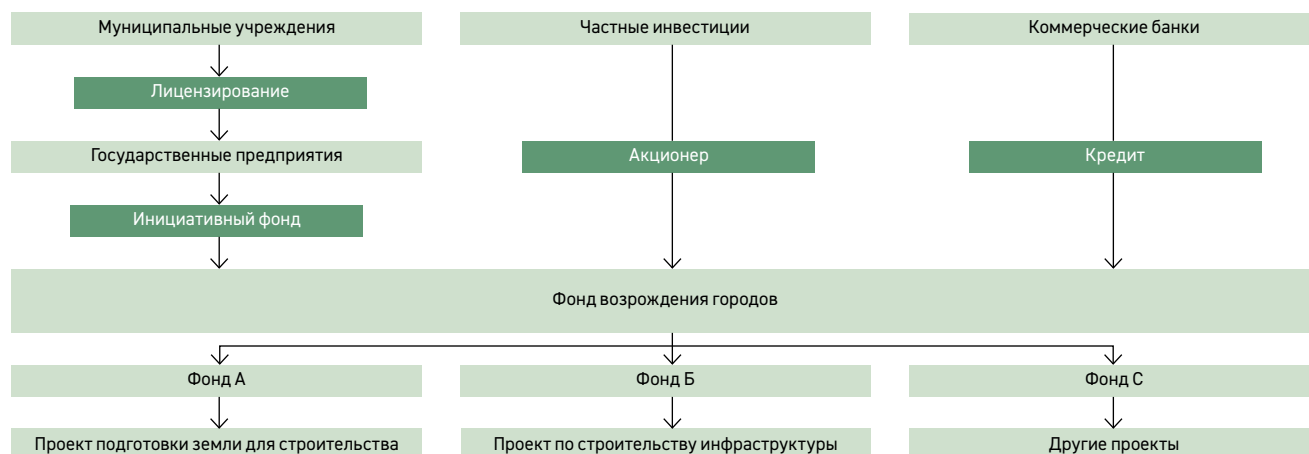 Муниципальные учреждения
Частные инвестиции
Коммерческие банки
Лицензирование
Государственные предприятия
Акционер
Кредит
Инициативный фонд
Фонд возрождения городов
Фонд А
Фонд Б
Фонд С
Проект подготовки земли для строительства
Проект по строительству инфраструктуры
Другие проекты